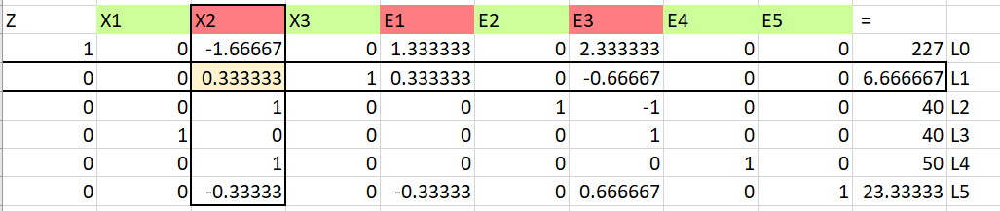 Z X1 X2 X3 E1 E2 E3 E4 E5 =
1 0 -1.66667 0 1.333333 0 2.333333 0 0 227 L0
0 0 0.333333 1 0.333333 0 -0.66667 0 0 6.666667 L1
0 0 1 0 0 1 -1 0 0 40 L2
0 1 0 0 0 0 1 0 0 40 L3
0 0 1 0 0 0 0 1 0 50 L4
0 0 -0.33333 0 -0.33333 0 0.666667 0 1 23.33333 L5